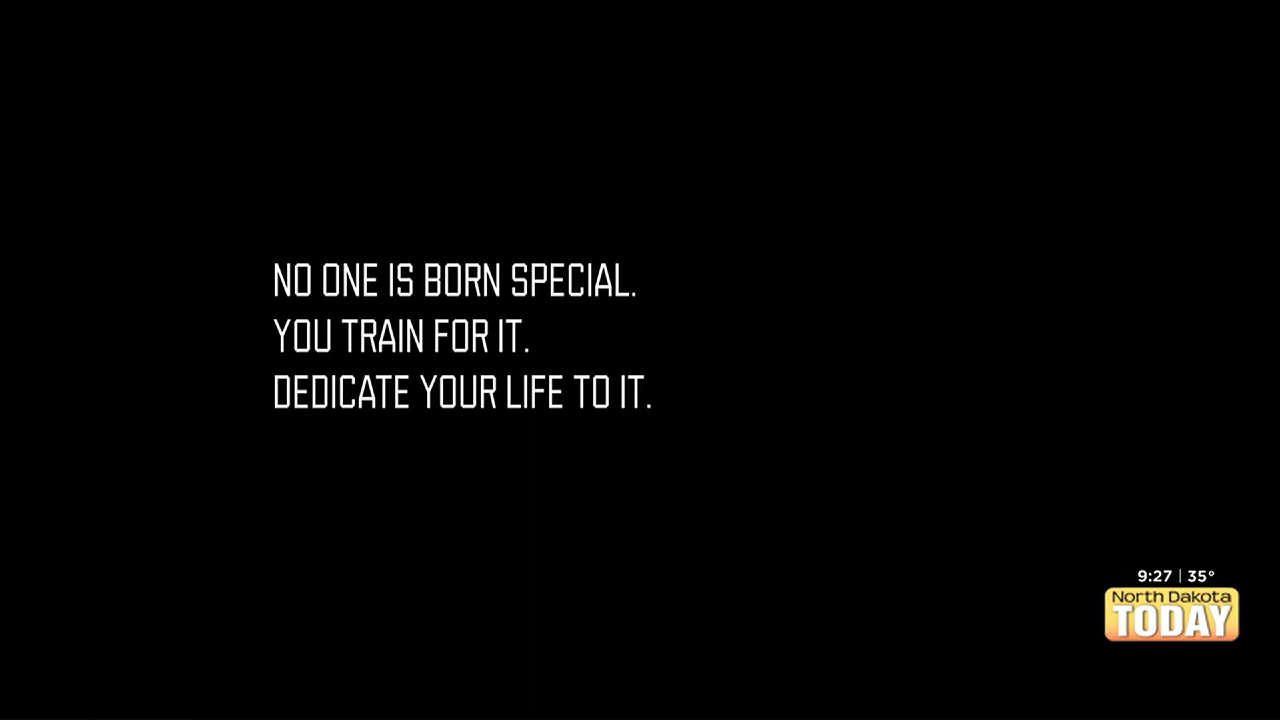 NO ONE IS BORN SPECIAL.
YOU TRAIN FOR IT.
DEDICATE YOUR LIFE TO IT.
9:27 | 35°
North Dakota
TODAY